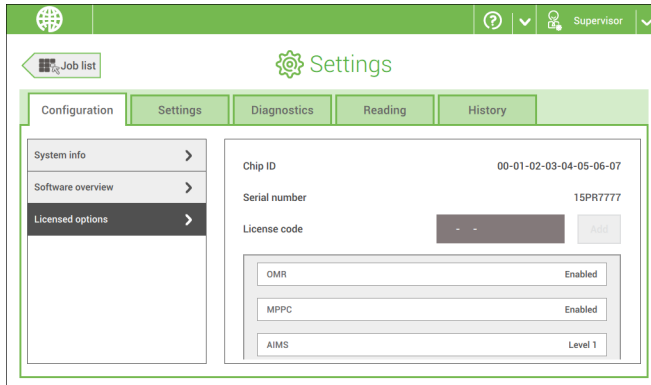 Supervisor
Job list
Settings
Configuration
Settings
Diagnostics
Reading
History
System info
Software overview
Licensed options
Chip ID 00-01-02-03-04-05-06-07
Serial number 15PR7777
License code - - Add
OMR Enabled
MPPC Enabled
AIMS Level 1